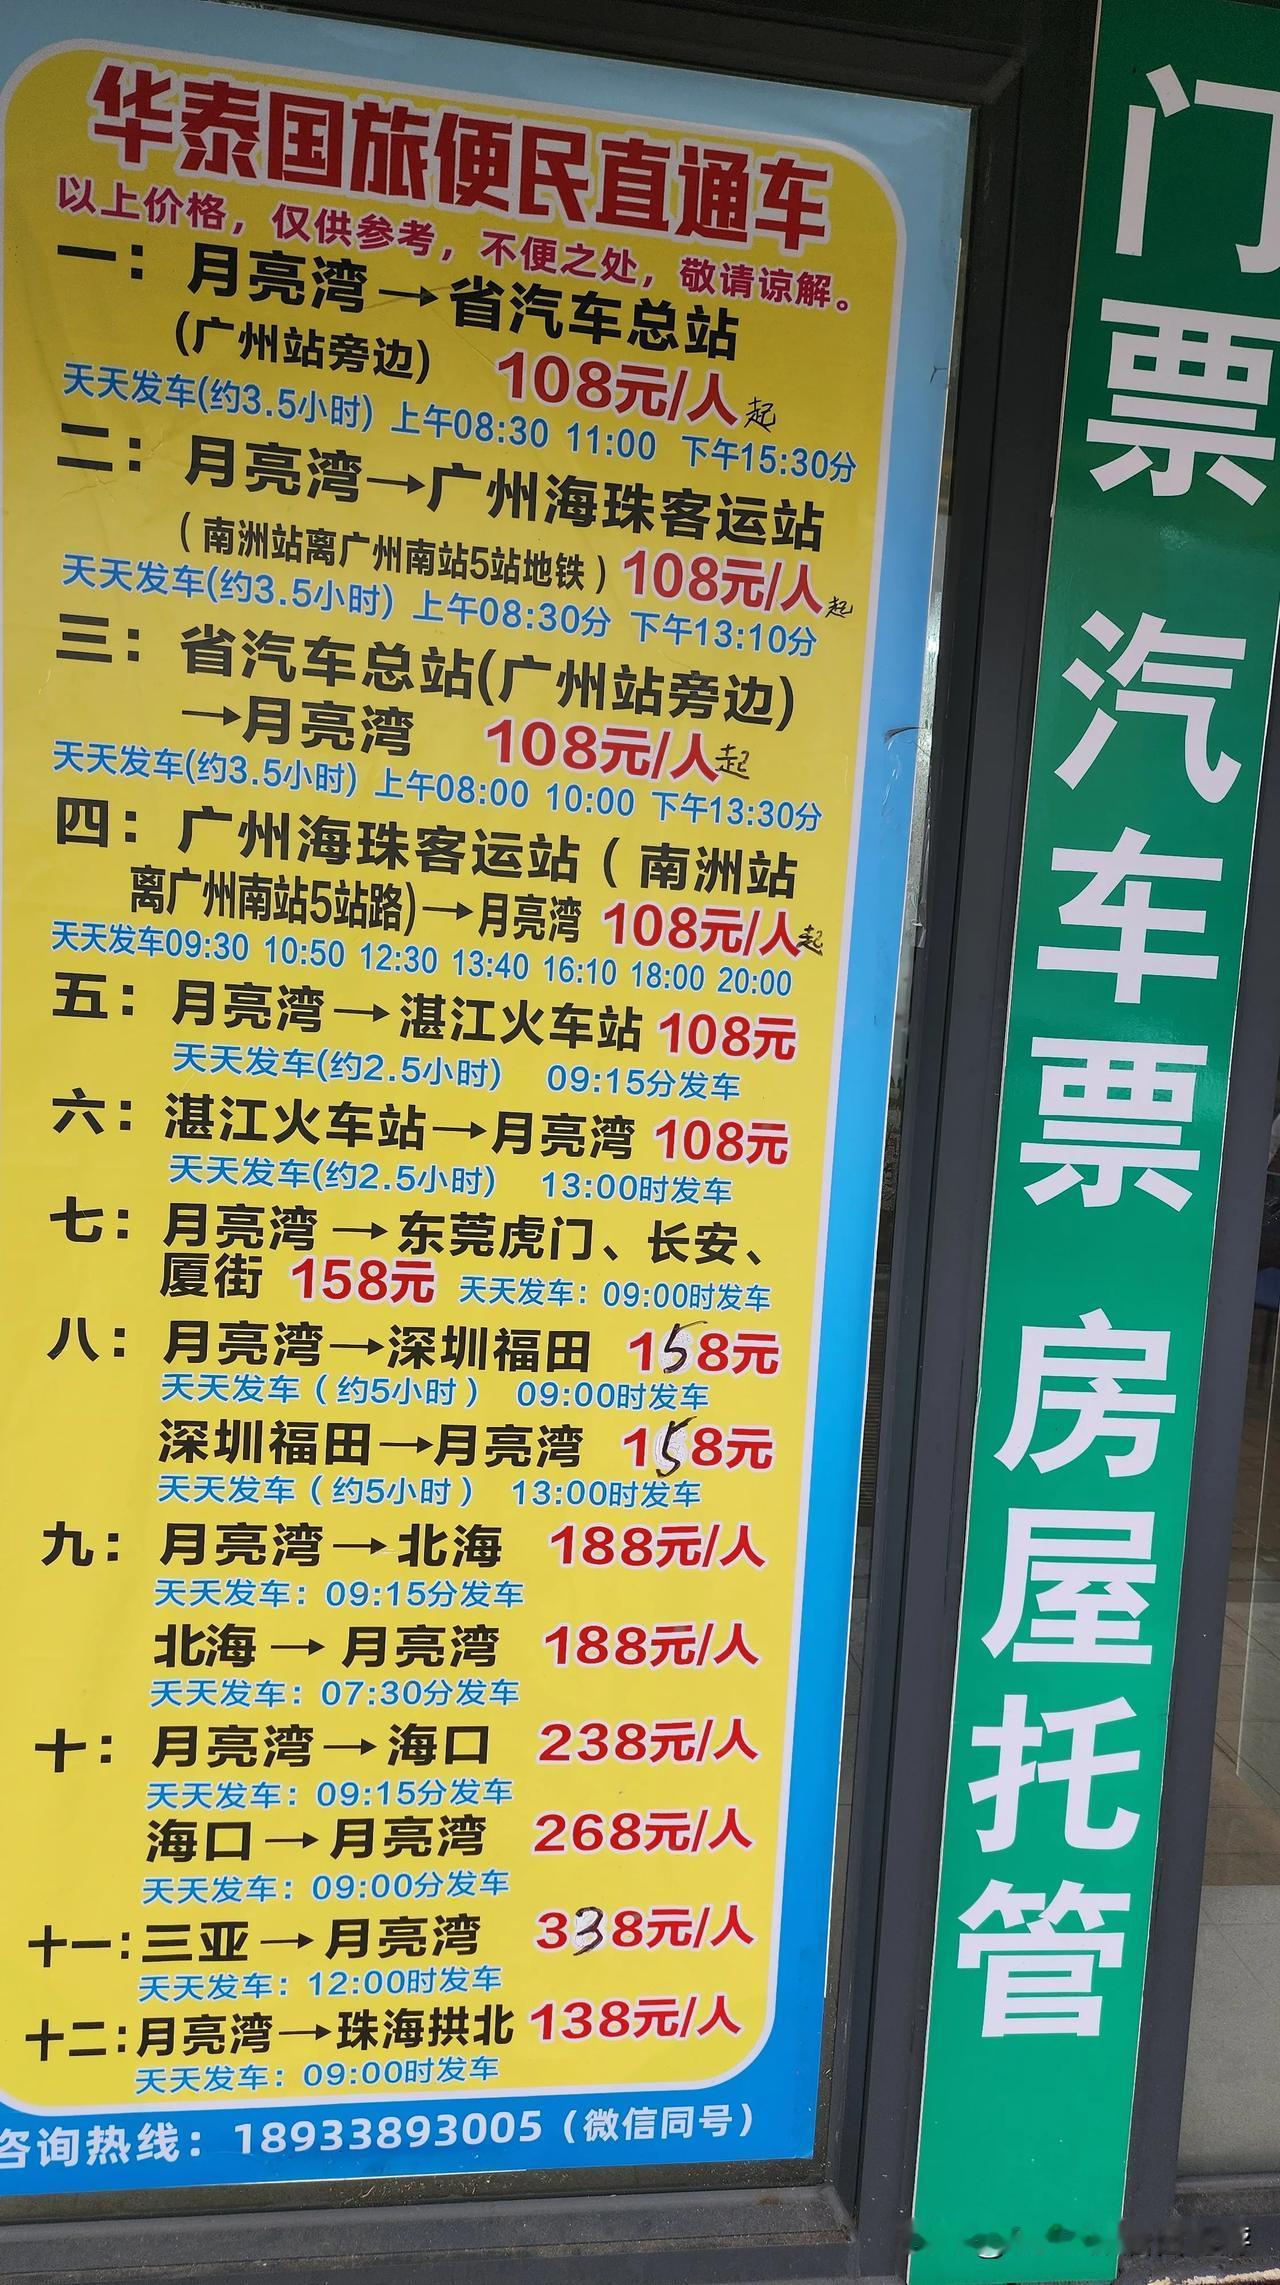 华泰国旅便民直通车
以上价格，仅供参考，不便之处，敬请谅解。
一：月亮湾→省汽车总站
(广州站旁边) 108元/人起
天天发车(约3.5小时) 上午08:30 11:00 下午15:30分
二：月亮湾→广州海珠客运站
(南洲站离广州南站5站地铁) 108元/人起
天天发车(约3.5小时) 上午08:30分 下午13:10分
三：省汽车总站(广州站旁边)
→月亮湾 108元/人起
天天发车(约3.5小时) 上午08:00 10:00 下午13:30分
四：广州海珠客运站(南洲站
离广州南站5站路)→月亮湾 108元/人起
天天发车09:30 10:50 12:30 13:40 16:10 18:00 20:00
五：月亮湾→湛江火车站 108元
天天发车(约2.5小时) 09:15分发车
六：湛江火车站→月亮湾 108元
天天发车(约2.5小时) 13:00时发车
七：月亮湾→东莞虎门、长安、
厦街 158元 天天发车：09:00时发车
八：月亮湾→深圳福田 158元
天天发车(约5小时) 09:00时发车
深圳福田→月亮湾 158元
天天发车(约5小时) 13:00时发车
九：月亮湾→北海 188元/人
天天发车：09:15分发车
北海→月亮湾 188元/人
天天发车：07:30分发车
十：月亮湾→海口 238元/人
天天发车：09:15分发车
海口→月亮湾 268元/人
天天发车：09:00分发车
十一:三亚→月亮湾 338元/人
天天发车：12:00时发车
十二:月亮湾→珠海拱北 138元/人
天天发车：09:00时发车
咨询热线：18933893005(微信同号)
门票 汽车票 房屋托管